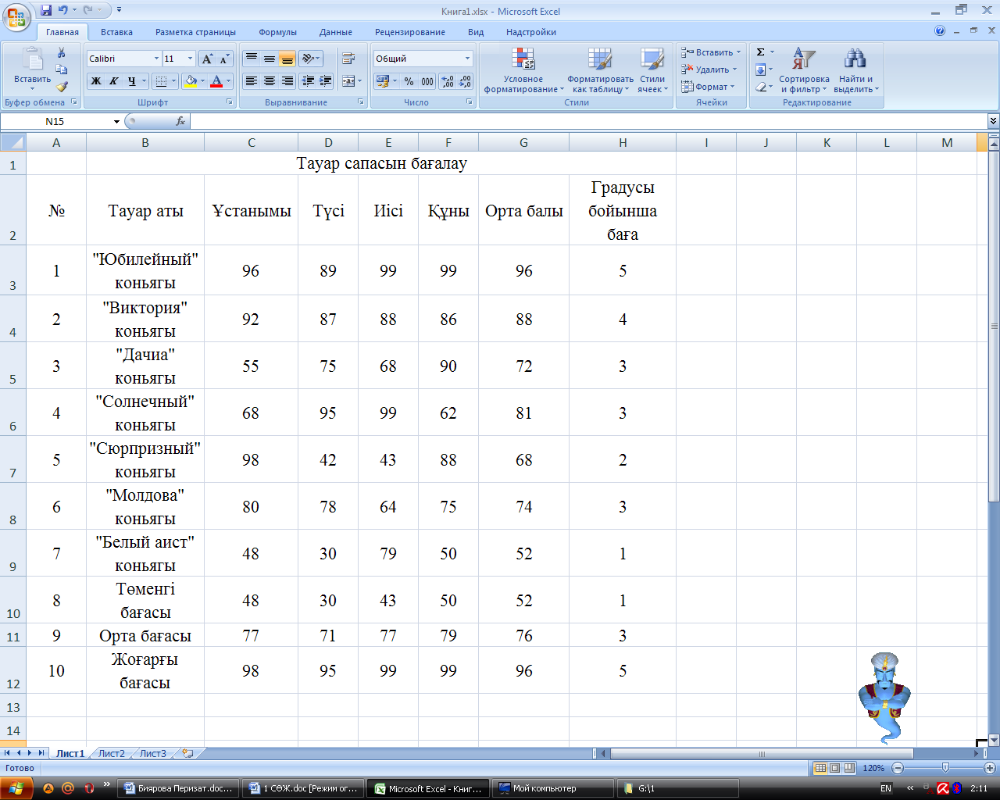 Книга1.xlsx - Microsoft Excel
Главная Вставка Разметка страницы Формулы Данные Рецензирование Вид Надстройки
Calibri 11 Общий
Вставить Ж К Ч % 000 Условное форматирование Форматировать как таблицу Стили ячеек Вставить Удалить Формат Сортировка и фильтр Найти и выделить
Буфер обмена Шрифт Выравнивание Число Стили Ячейки Редактирование
N15 fx
A B C D E F G H I J K L M
1 Тауар сапасын бағалау
2 № Тауар аты Ұстанымы Түсі Иісі Құны Орта балы Градусы бойынша баға
3 1 "Юбилейный" коньягы 96 89 99 99 96 5
4 2 "Виктория" коньягы 92 87 88 86 88 4
5 3 "Дачиа" коньягы 55 75 68 90 72 3
6 4 "Солнечный" коньягы 68 95 99 62 81 3
7 5 "Сюрпризный" коньягы 98 42 43 88 68 2
8 6 "Молдова" коньягы 80 78 64 75 74 3
9 7 "Белый аист" коньягы 48 30 79 50 52 1
10 8 Төменгі бағасы 48 30 43 50 52 1
11 9 Орта бағасы 77 71 77 79 76 3
12 10 Жоғарғы бағасы 98 95 99 99 96 5
13
14
Лист1 Лист2 Лист3
Готово 120%
Биярова Перизат.doc... 1 СӨЖ.doc [Режим ог... Microsoft Excel - Книг... Мой компьютер G:\1 EN 2:11